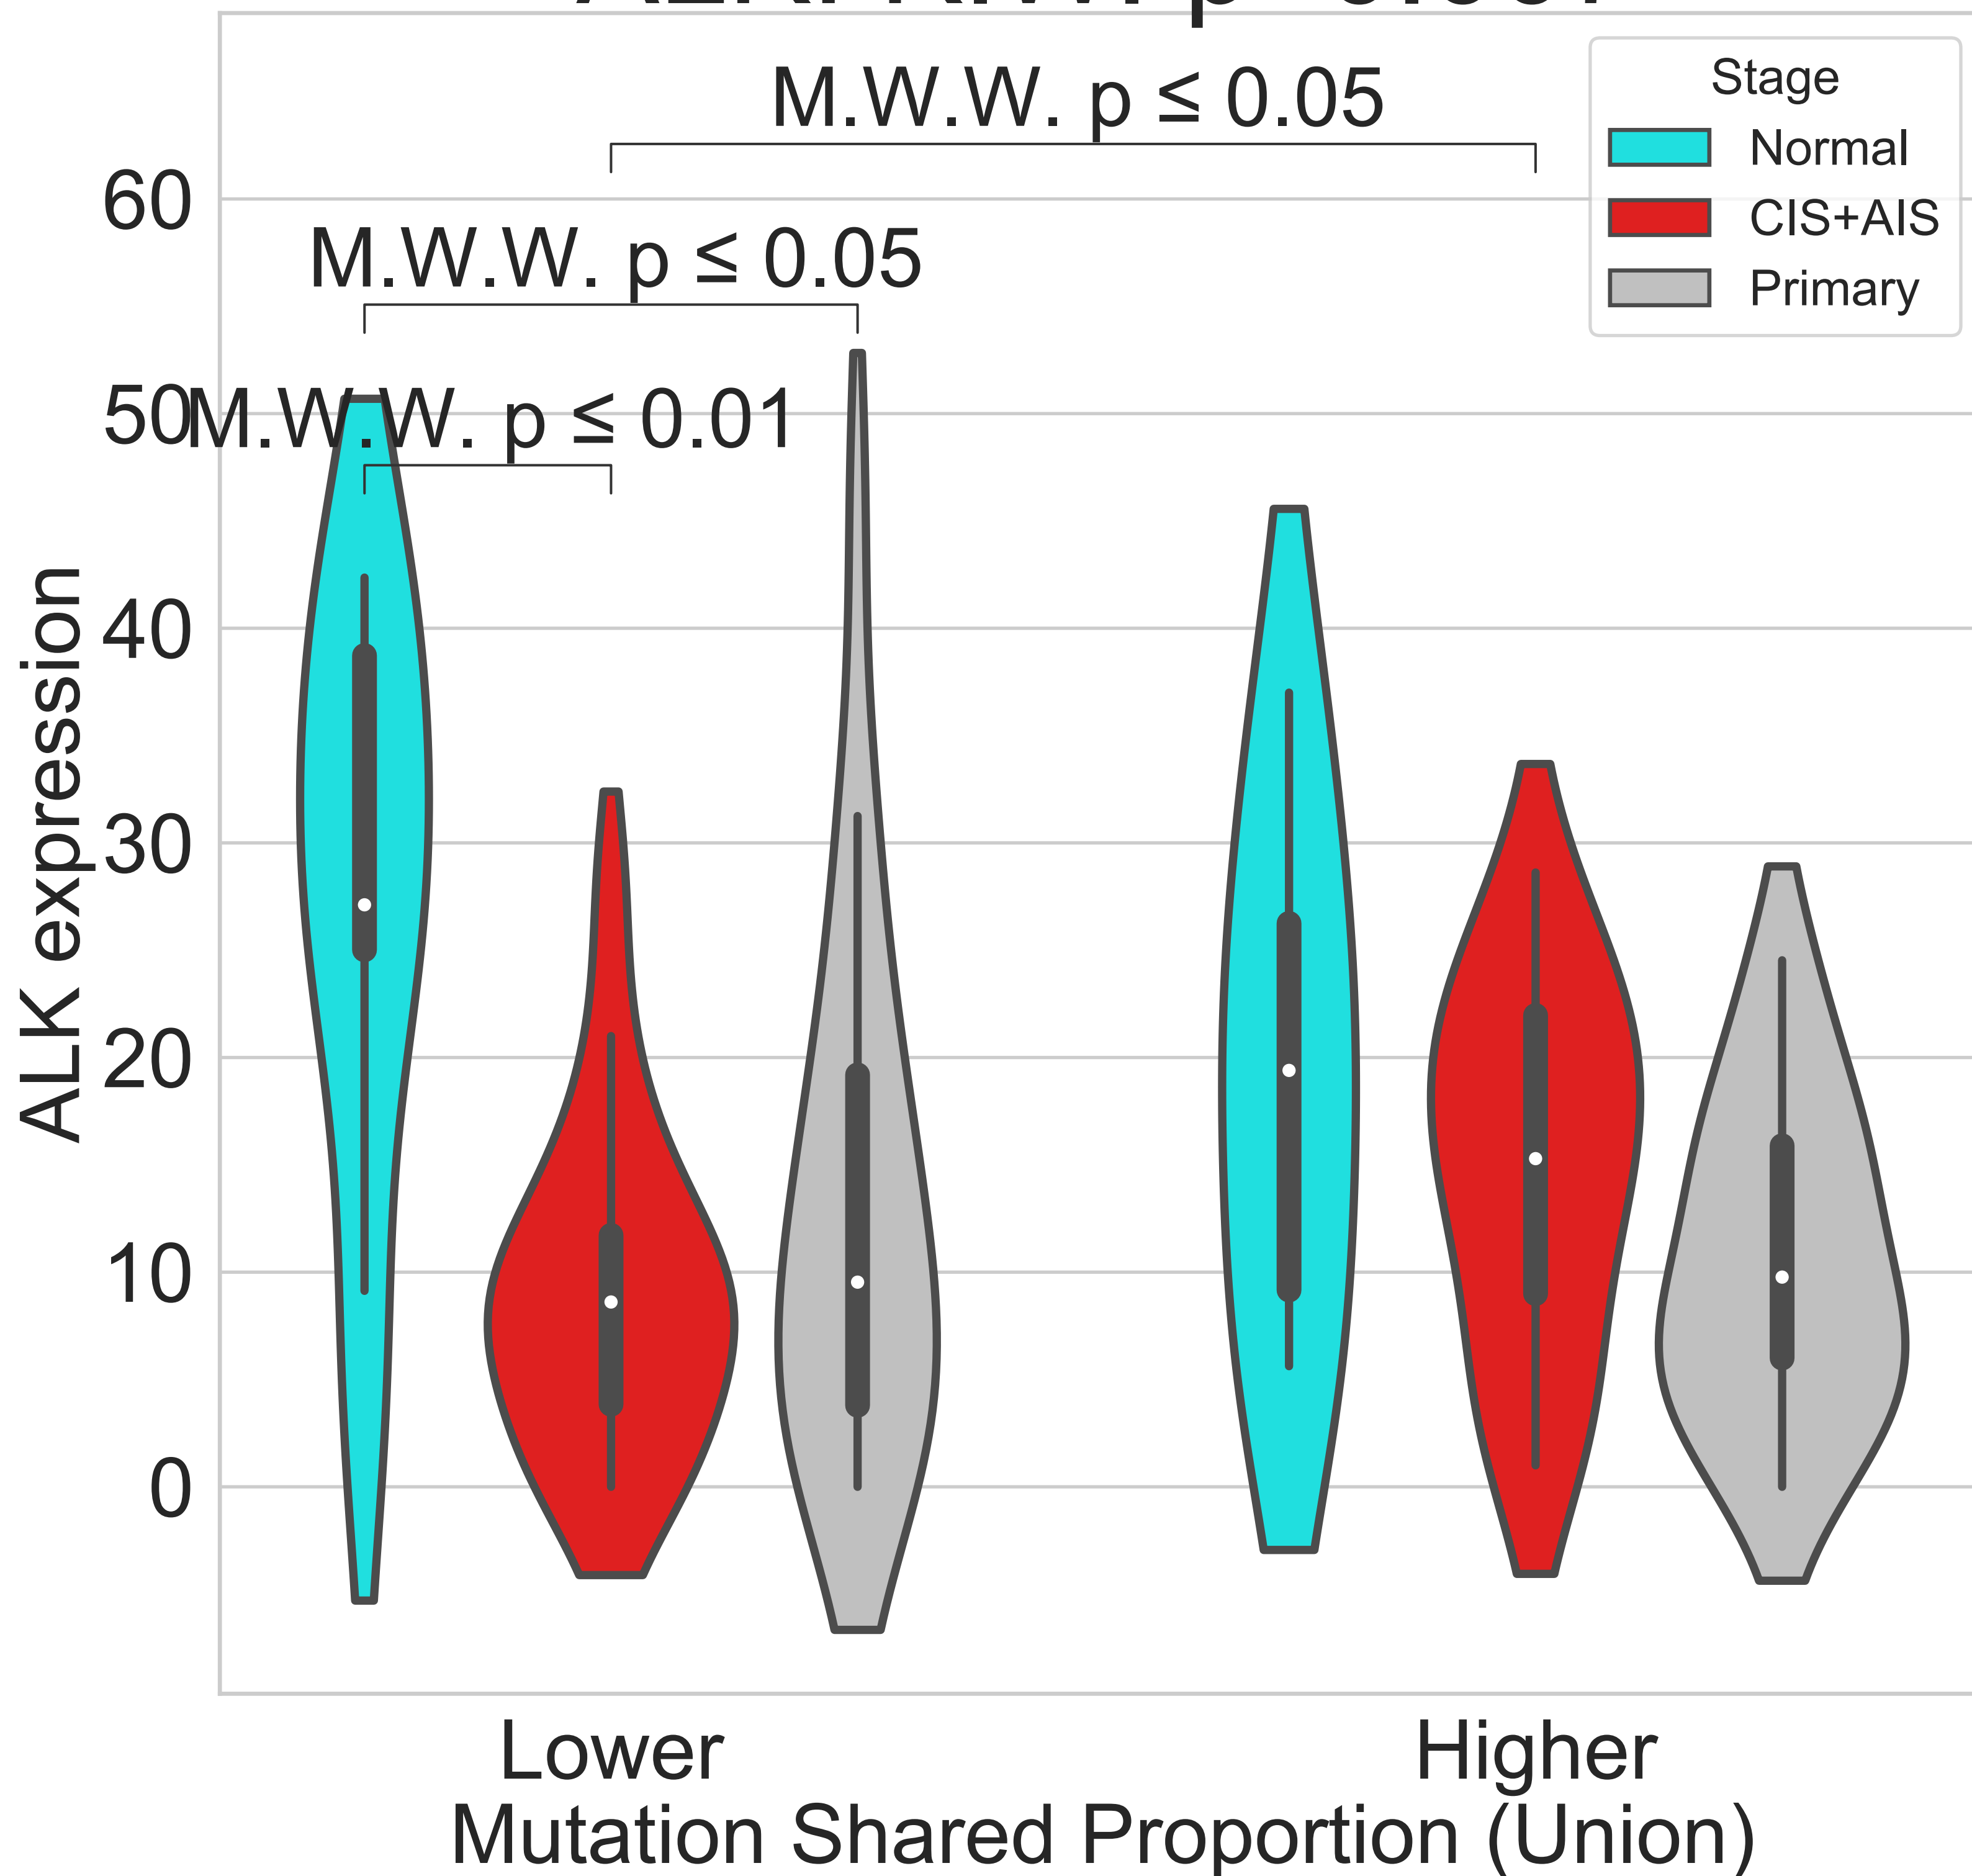 M.W.W. p ≤ 0.05
Stage
Normal
CIS+AIS
Primary
M.W.W. p ≤ 0.05
M.W.W. p ≤ 0.01
ALK expression
60
50
40
30
20
10
0
Lower
Higher
Mutation Shared Proportion (Union)